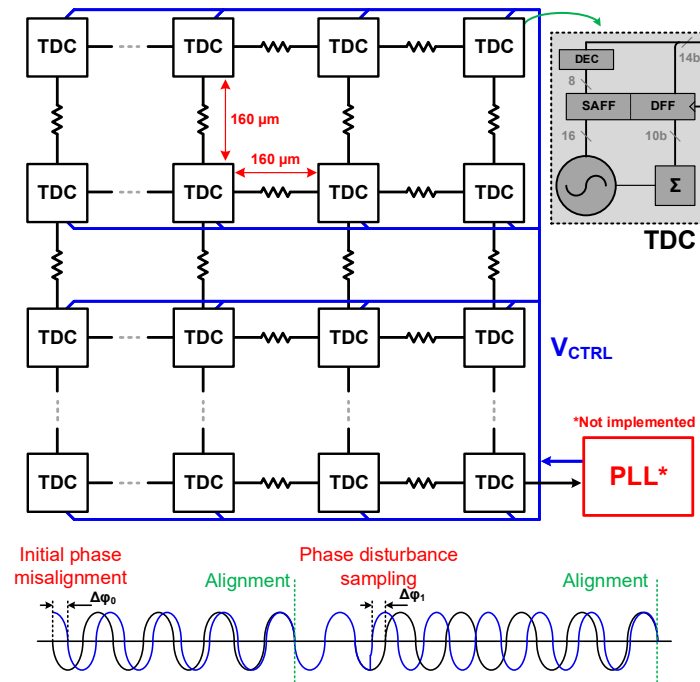 TDC TDC TDC TDC
DEC
14b
8
SAFF DFF
16 10b
Σ
TDC
160 µm
160 µm
TDC TDC TDC TDC
TDC TDC TDC TDC
VCTRL
*Not implemented
TDC TDC TDC TDC
PLL*
Initial phase
misalignment
Δφ0
Alignment
Phase disturbance
sampling
Δφ1
Alignment